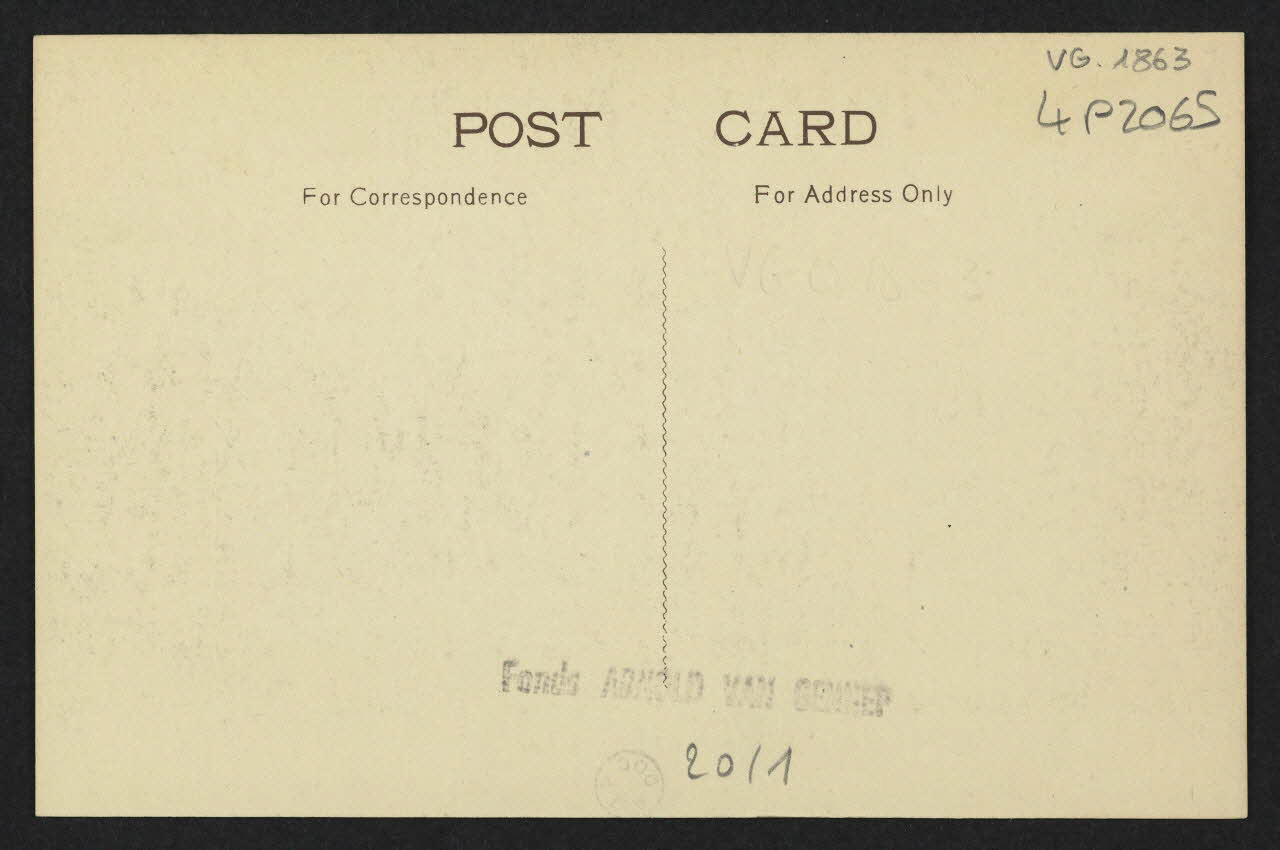 VG. 1863
4P2065
POST CARD
For Correspondence
For Address Only
Fonds ARNOLD VAN GENNEP
20/1